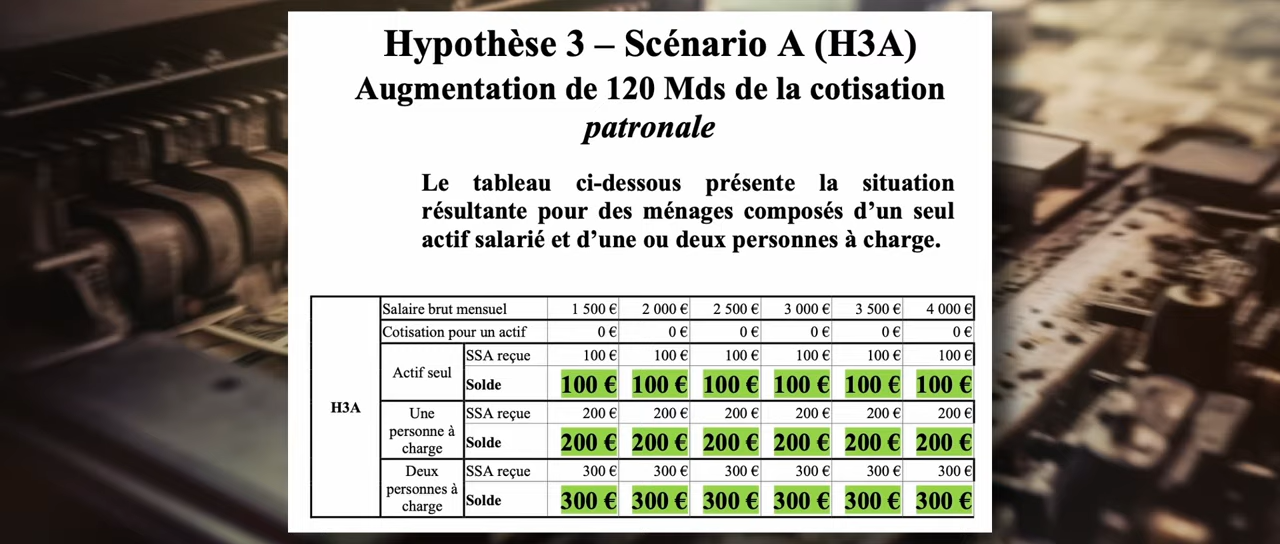 Hypothèse 3 – Scénario A (H3A)
Augmentation de 120 Mds de la cotisation
patronale
Le tableau ci-dessous présente la situation
résultante pour des ménages composés d’un seul
actif salarié et d’une ou deux personnes à charge.
H3A
Salaire brut mensuel 1 500 € 2 000 € 2 500 € 3 000 € 3 500 € 4 000 €
Cotisation pour un actif 0 € 0 € 0 € 0 € 0 € 0 €
Actif seul
SSA reçue 100 € 100 € 100 € 100 € 100 € 100 €
Solde 100 € 100 € 100 € 100 € 100 € 100 €
Une
personne à
charge
SSA reçue 200 € 200 € 200 € 200 € 200 € 200 €
Solde 200 € 200 € 200 € 200 € 200 € 200 €
Deux
personnes à
charge
SSA reçue 300 € 300 € 300 € 300 € 300 € 300 €
Solde 300 € 300 € 300 € 300 € 300 € 300 €